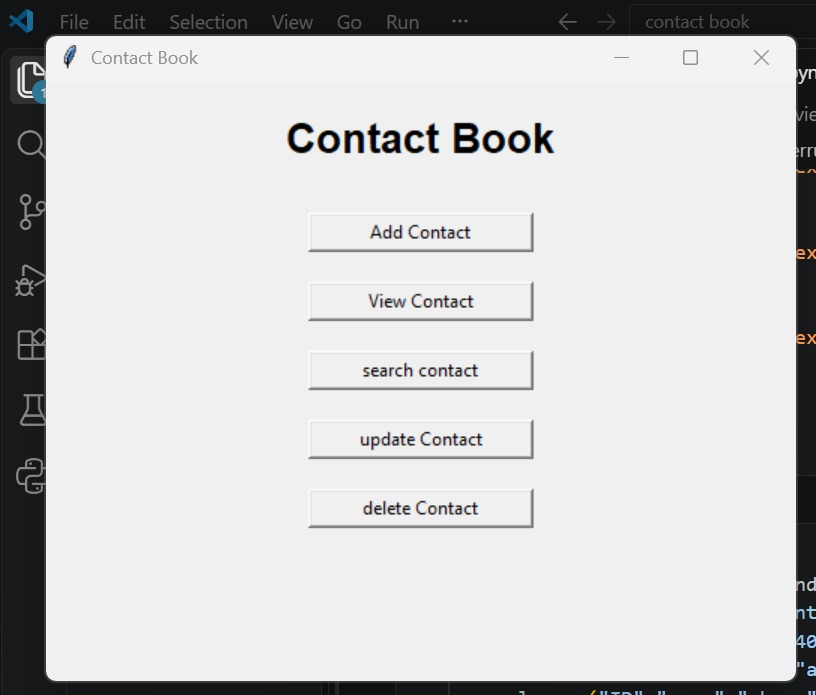 File Edit Selection View Go Run ··· contact book
Contact Book
Contact Book
Add Contact
View Contact
search contact
update Contact
delete Contact